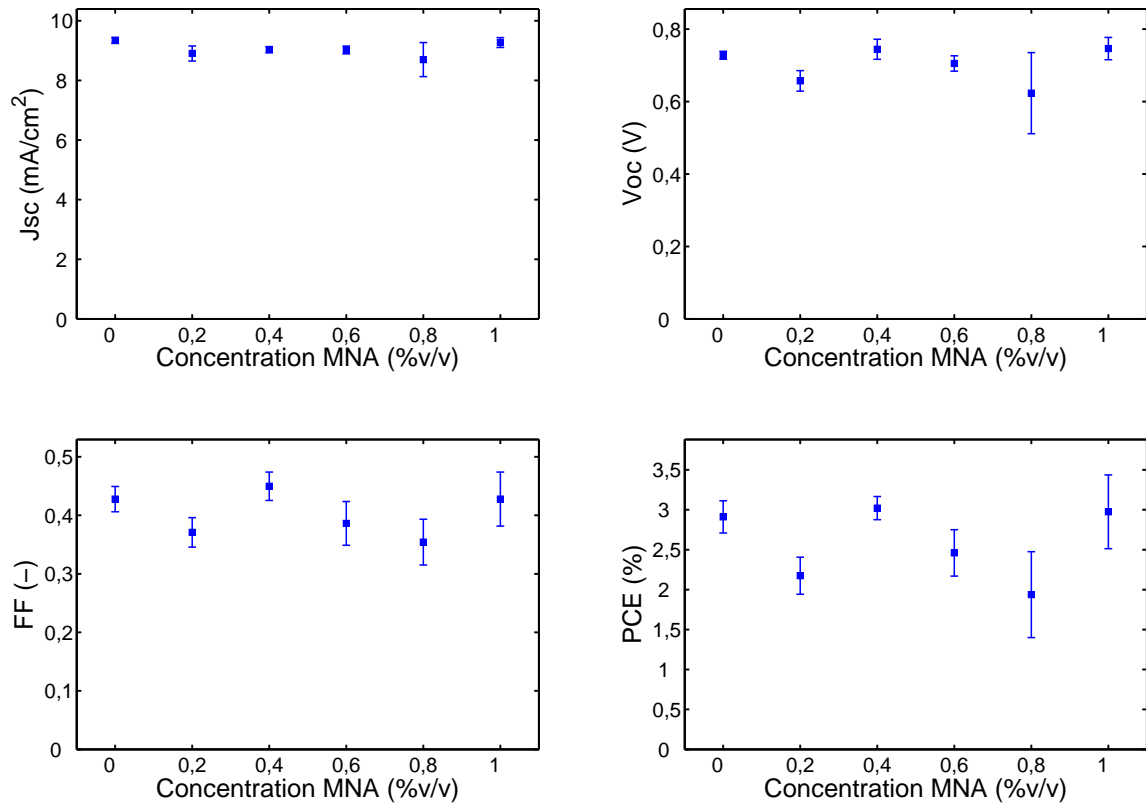 10
8
6
4
2
0
Jsc (mA/cm²)
0 0,2 0,4 0,6 0,8 1
Concentration MNA (%v/v)
0,8
0,6
0,4
0,2
0
Voc (V)
0 0,2 0,4 0,6 0,8 1
Concentration MNA (%v/v)
0,5
0,4
0,3
0,2
0,1
0
FF (–)
0 0,2 0,4 0,6 0,8 1
Concentration MNA (%v/v)
3,5
3
2,5
2
1,5
1
0,5
0
PCE (%)
0 0,2 0,4 0,6 0,8 1
Concentration MNA (%v/v)